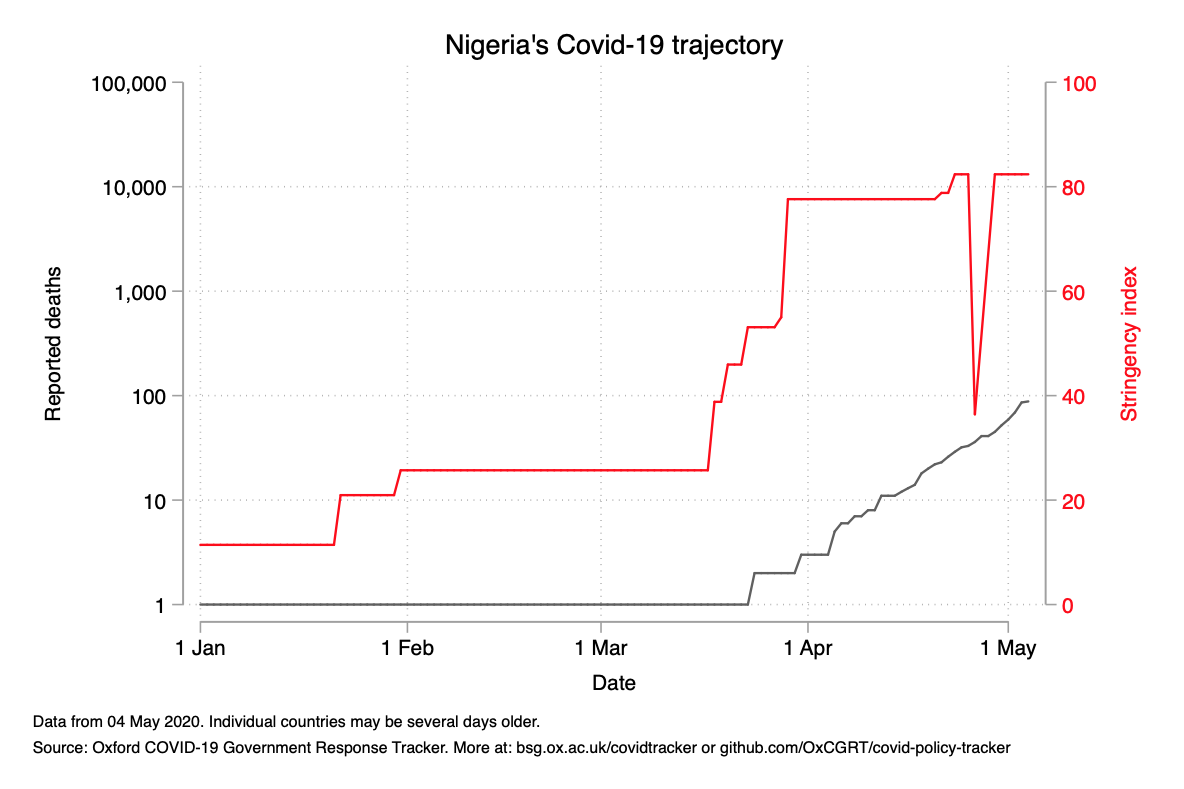 Nigeria's Covid-19 trajectory
100,000
10,000
1,000
100
10
1
Reported deaths
100
80
60
40
20
0
Stringency index
1 Jan
1 Feb
1 Mar
1 Apr
1 May
Date
Data from 04 May 2020. Individual countries may be several days older.
Source: Oxford COVID-19 Government Response Tracker. More at: bsg.ox.ac.uk/covidtracker or github.com/OxCGRT/covid-policy-tracker